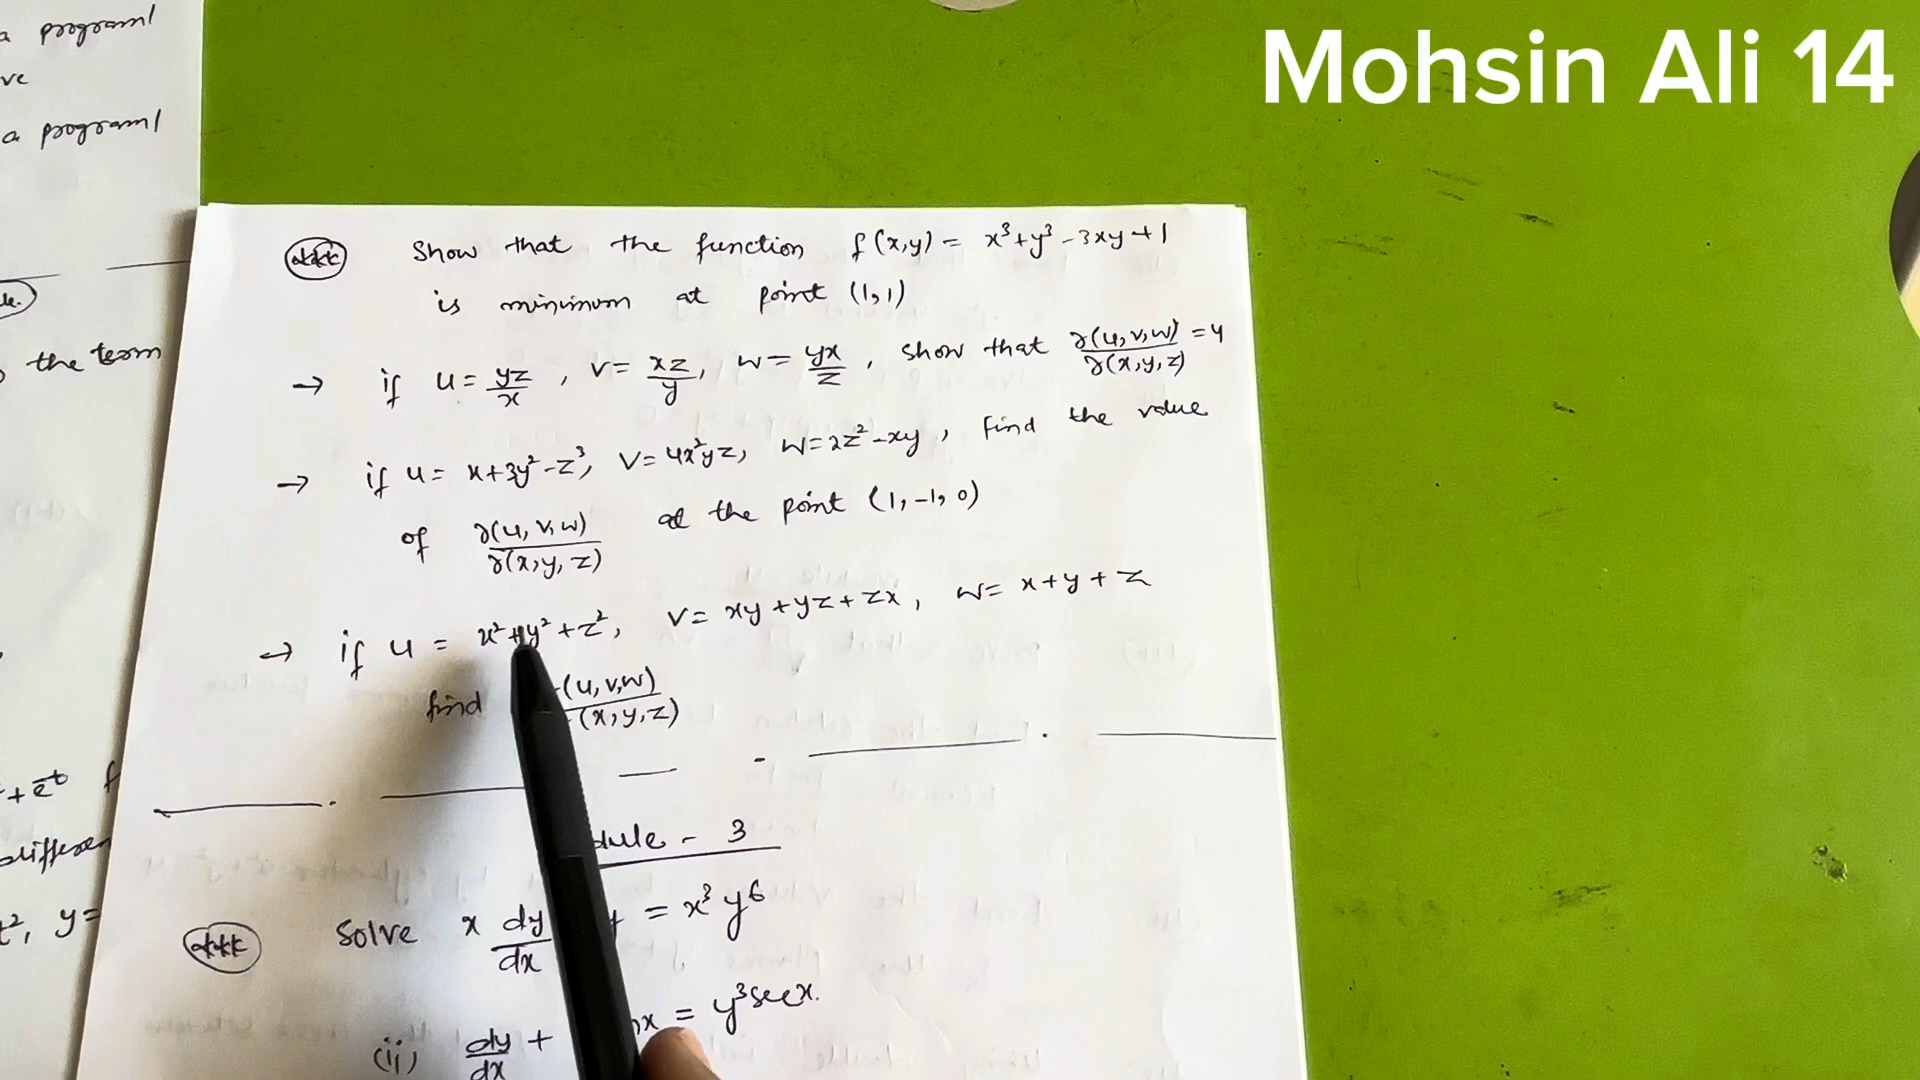 Mohsin Ali 14
a program/
ve
a program/
the term
+ e^t f
differen
t², y=
*** Show that the function f(x,y) = x³+y³-3xy+1
is minimum at point (1,1)
→ if u = yz/x , v = xz/y, w = yx/z , show that ∂(u,v,w)/∂(x,y,z) = 4
→ if u = x+3y²-z³, v = 4x²yz, w = 2z²-xy, find the value
of ∂(u,v,w)/∂(x,y,z) at the point (1,-1,0)
→ if u = x²+y²+z², v = xy+yz+zx, w = x+y+z
find (u,v,w)/(x,y,z)
dule - 3
*** Solve x dy/dx y = x³y⁶
(ii) dy/dx + nx = y³secx.